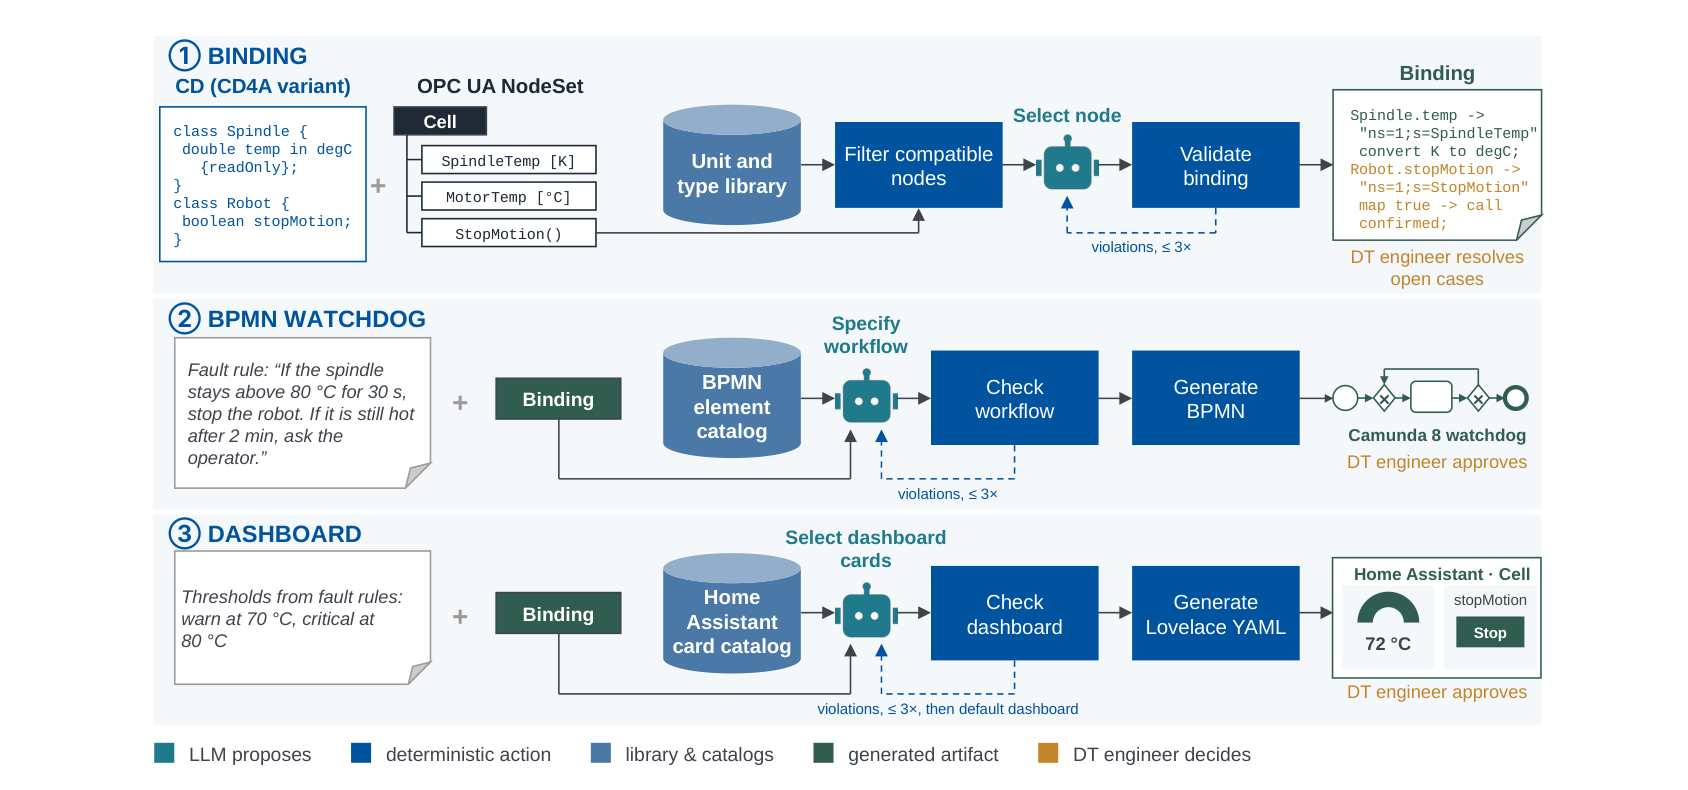 ① BINDING
CD (CD4A variant)
class Spindle {
double temp in degC
{readOnly};
}
class Robot {
boolean stopMotion;
}
+
OPC UA NodeSet
Cell
SpindleTemp [K]
MotorTemp [°C]
StopMotion()
Unit and
type library
Filter compatible
nodes
Select node
Validate
binding
violations, ≤ 3×
Binding
Spindle.temp ->
"ns=1;s=SpindleTemp"
convert K to degC;
Robot.stopMotion ->
"ns=1;s=StopMotion"
map true -> call
confirmed;
DT engineer resolves
open cases
② BPMN WATCHDOG
Fault rule: “If the spindle
stays above 80 °C for 30 s,
stop the robot. If it is still hot
after 2 min, ask the
operator.”
+
Binding
BPMN
element
catalog
Specify
workflow
Check
workflow
violations, ≤ 3×
Generate
BPMN
Camunda 8 watchdog
DT engineer approves
③ DASHBOARD
Thresholds from fault rules:
warn at 70 °C, critical at
80 °C
+
Binding
Home
Assistant
card catalog
Select dashboard
cards
Check
dashboard
violations, ≤ 3×, then default dashboard
Generate
Lovelace YAML
Home Assistant · Cell
72 °C
stopMotion
Stop
DT engineer approves
LLM proposes
deterministic action
library & catalogs
generated artifact
DT engineer decides